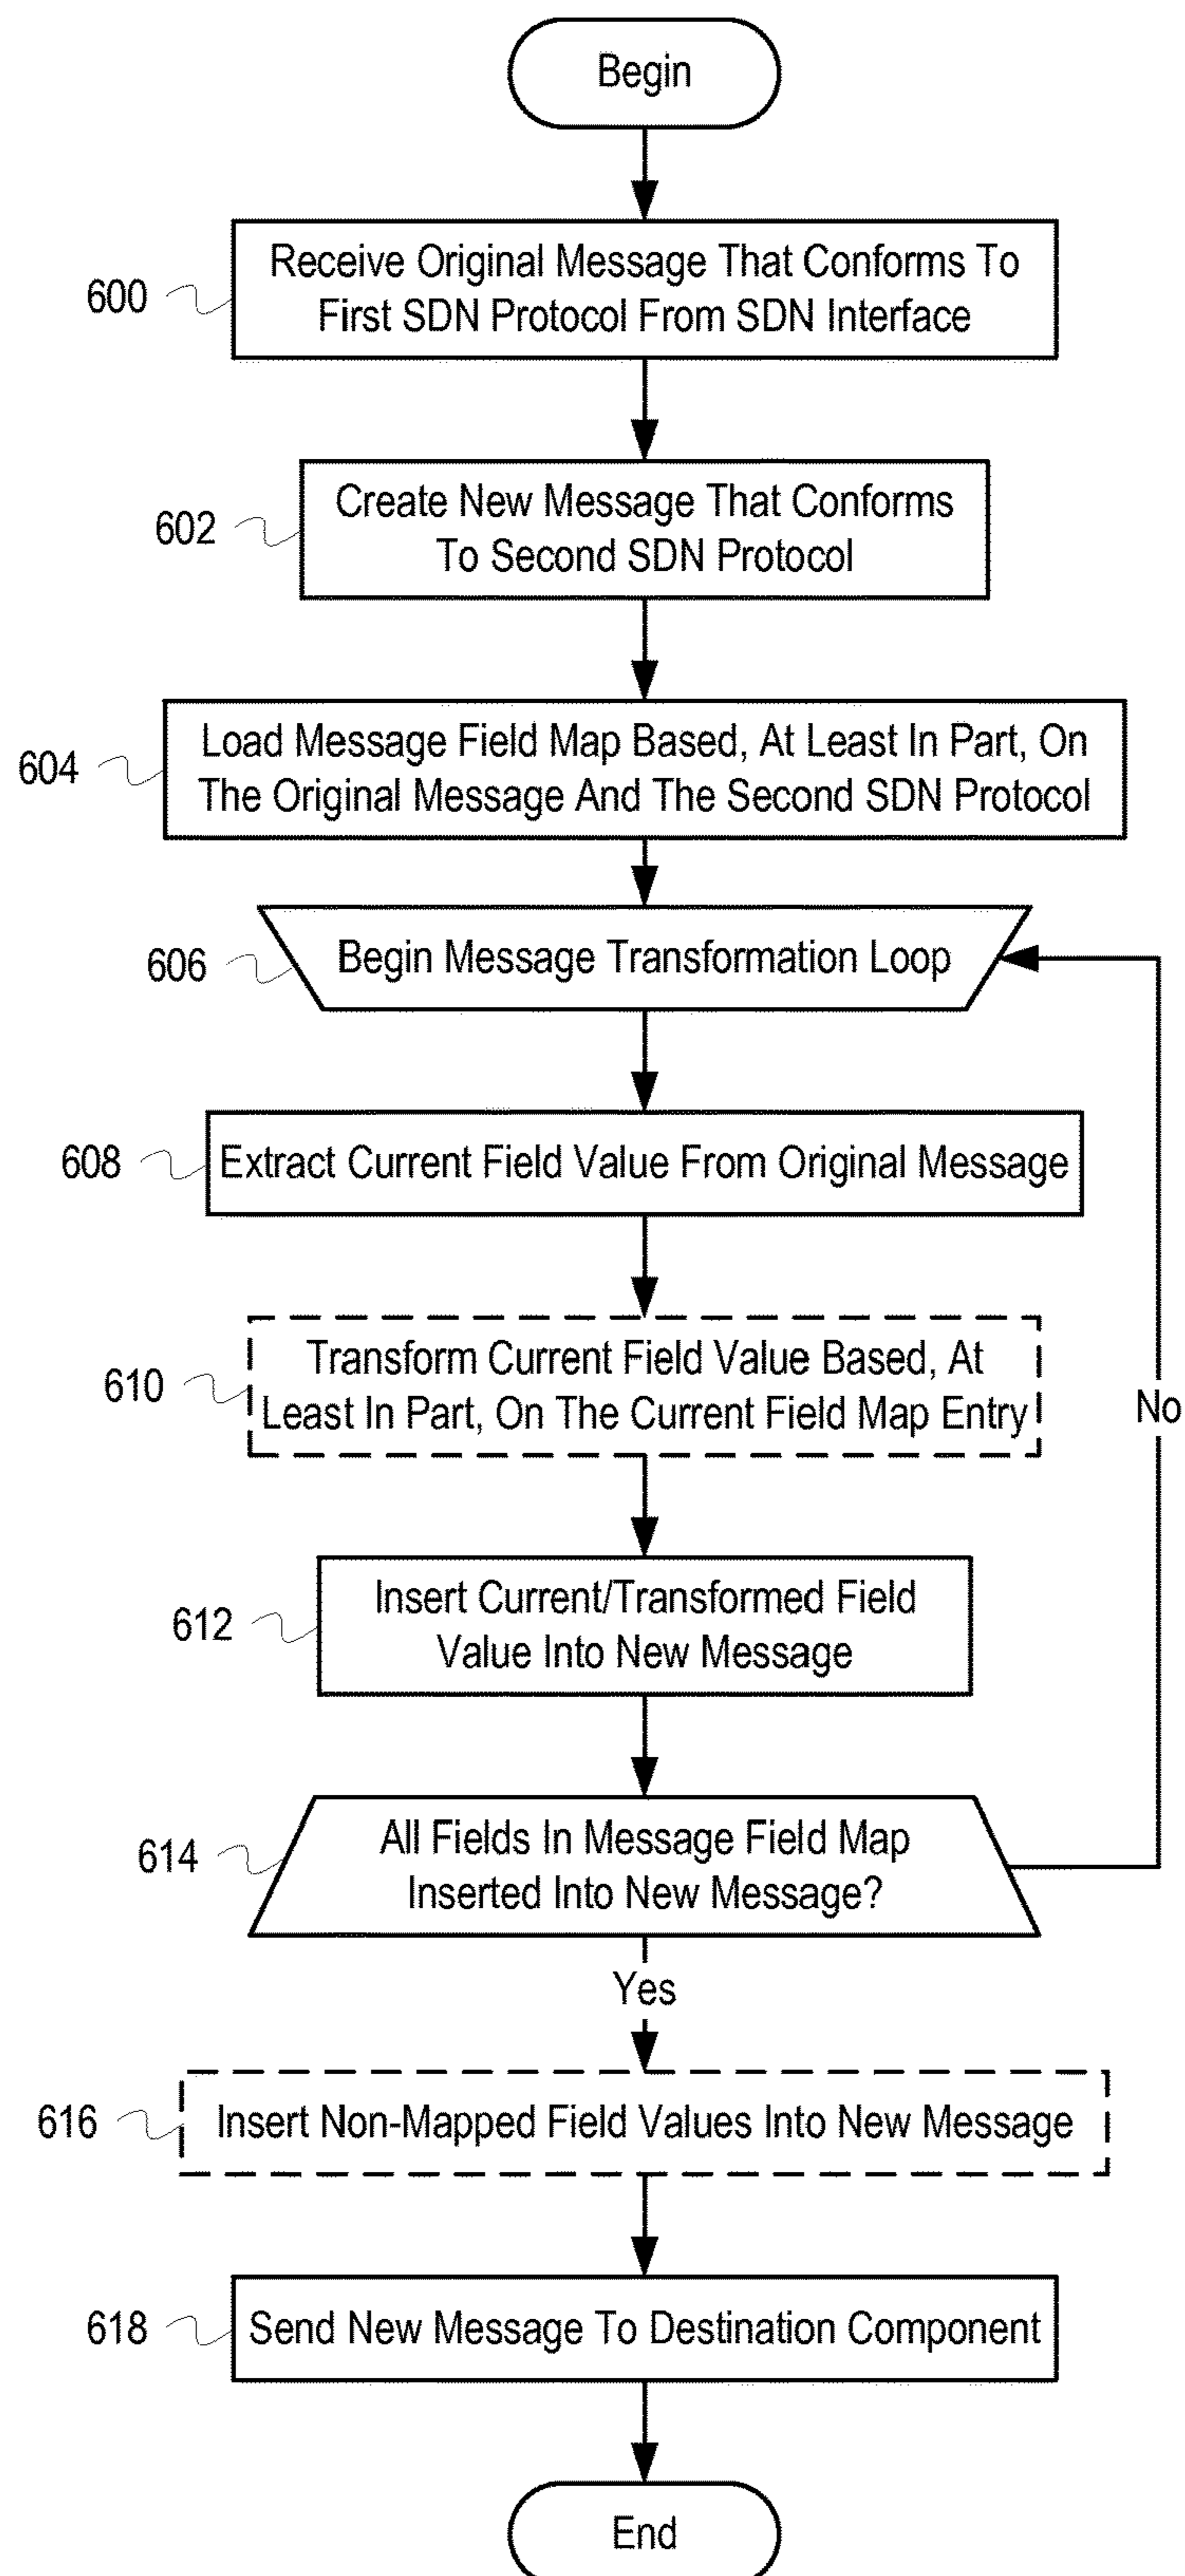 Begin
600
Receive Original Message That Conforms To
First SDN Protocol From SDN Interface
602
Create New Message That Conforms
To Second SDN Protocol
604
Load Message Field Map Based, At Least In Part, On
The Original Message And The Second SDN Protocol
606
Begin Message Transformation Loop
608
Extract Current Field Value From Original Message
610
Transform Current Field Value Based, At
Least In Part, On The Current Field Map Entry
No
612
Insert Current/Transformed Field
Value Into New Message
614
All Fields In Message Field Map
Inserted Into New Message?
Yes
616
Insert Non-Mapped Field Values Into New Message
618
Send New Message To Destination Component
End